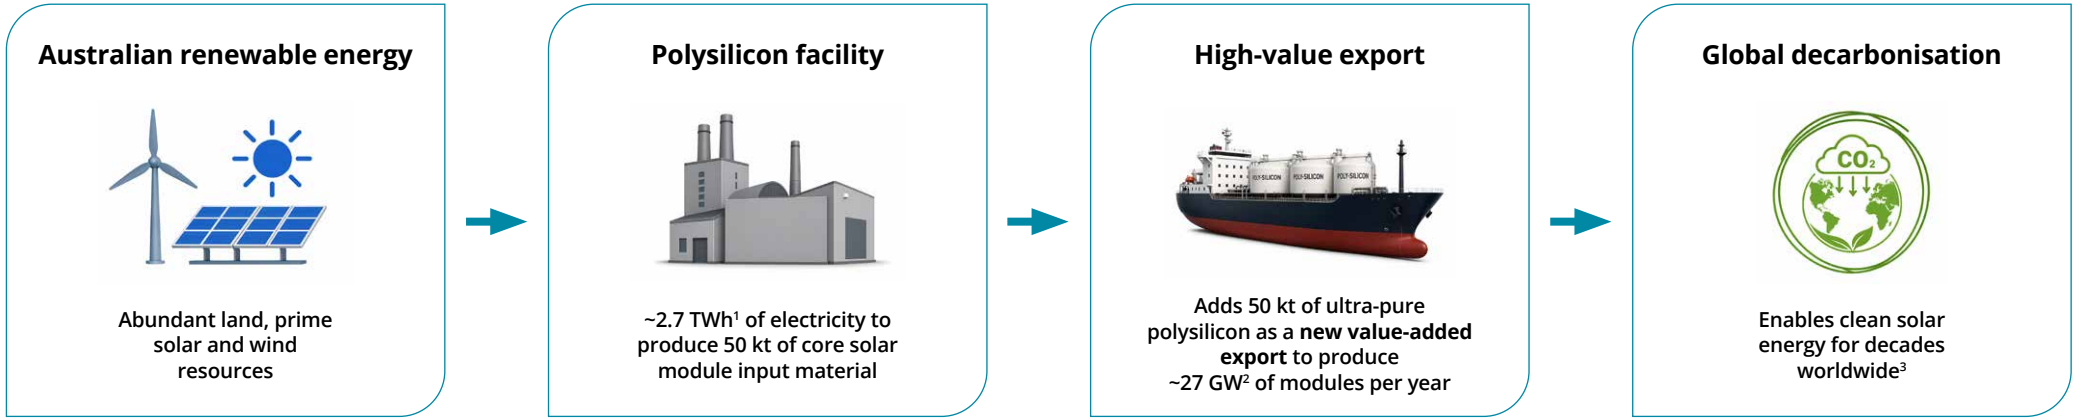 Australian renewable energy
Abundant land, prime
solar and wind
resources
Polysilicon facility
~2.7 TWh¹ of electricity to
produce 50 kt of core solar
module input material
High-value export
POLY-SILICON
POLY-SILICON
POLY-SILICON
Adds 50 kt of ultra-pure
polysilicon as a new value-added
export to produce
~27 GW² of modules per year
Global decarbonisation
CO₂
Enables clean solar
energy for decades
worldwide³